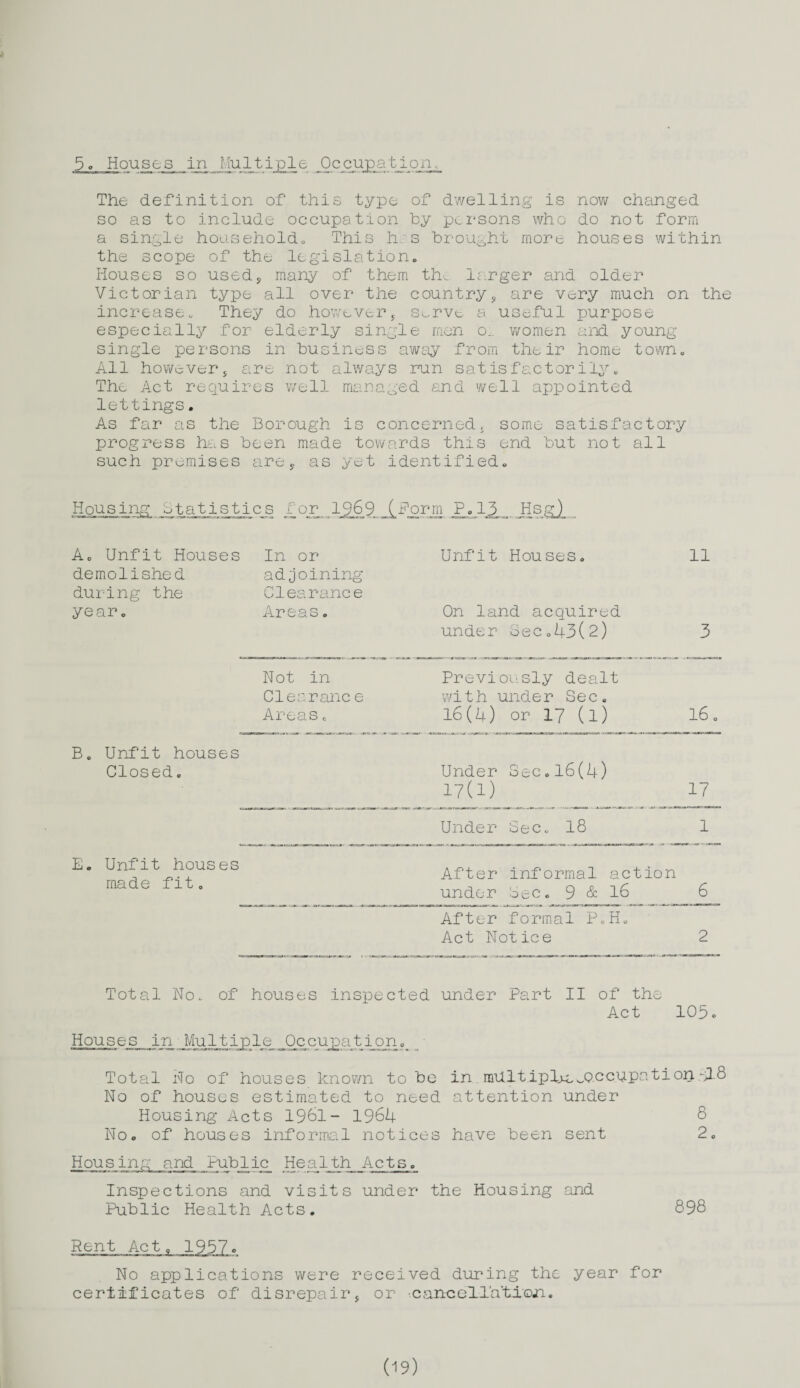 5. Houses in Multiple Occupation.
The definition of this type of dwelling is now changed
so as to include occupation by persons who do not form
a single household. This has brought more houses within
the scope of the legislation.
Houses so used, many of them the larger and older
Victorian type all over the country, are very much on the
increase. They do however, serve a useful purpose
especially for elderly single men or women and young
single persons in business away from their home town.
All however, are not always run satisfactorily.
The Act requires well managed and well appointed
lettings.
As far as the Borough is concerned, some satisfactory
progress has been made towards this end but not all
such premises are, as yet identified.
Housing Statistics for 1969 (Form P.13 Hsg)
A. Unfit Houses In or Unfit Houses. 11
demolished adjoining
during the Clearance
year. Areas. On land acquired
under Sec.43(2) 3
Not in Previously dealt
Clearance with under Sec.
Areas. 16(4) or 17 (1) 16.
B. Unfit houses
Closed. Under Sec.16(4)
17(1) 17
Under Sec. 18 1
E. Unfit houses After informal action
made fit. under Sec. 9 & 16 6
After formal P.H.
Act Notice 2
Total No. of houses inspected under Part II of the
Act 105.
Houses in Multiple Occupation.
Total No of houses known to be in multiple occupation -18
No of houses estimated to need attention under
Housing Acts 1961- 1964 8
No. of houses informal notices have been sent 2.
Housing and Public Health Acts.
Inspections and visits under the Housing and
Public Health Acts. 898
Rent Act, 1957.
No applications were received during the year for
certificates of disrepair, or cancellation.
(19)